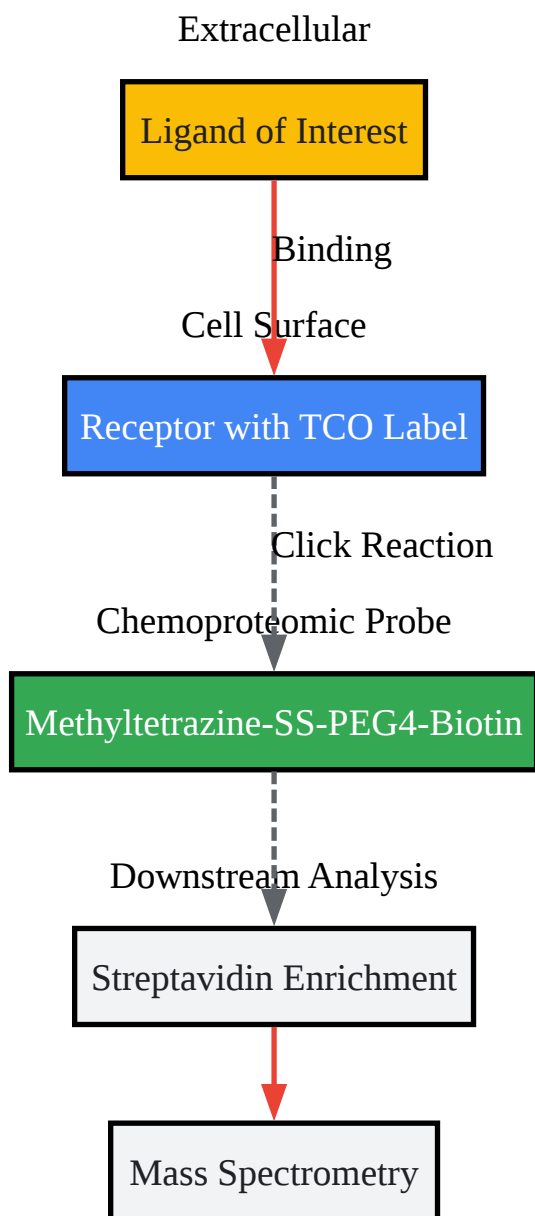 Extracellular
Ligand of Interest
Binding
Cell Surface
Receptor with TCO Label
Click Reaction
Chemoproteomic Probe
Methyltetrazine-SS-PEG4-Biotin
Downstream Analysis
Streptavidin Enrichment
Mass Spectrometry